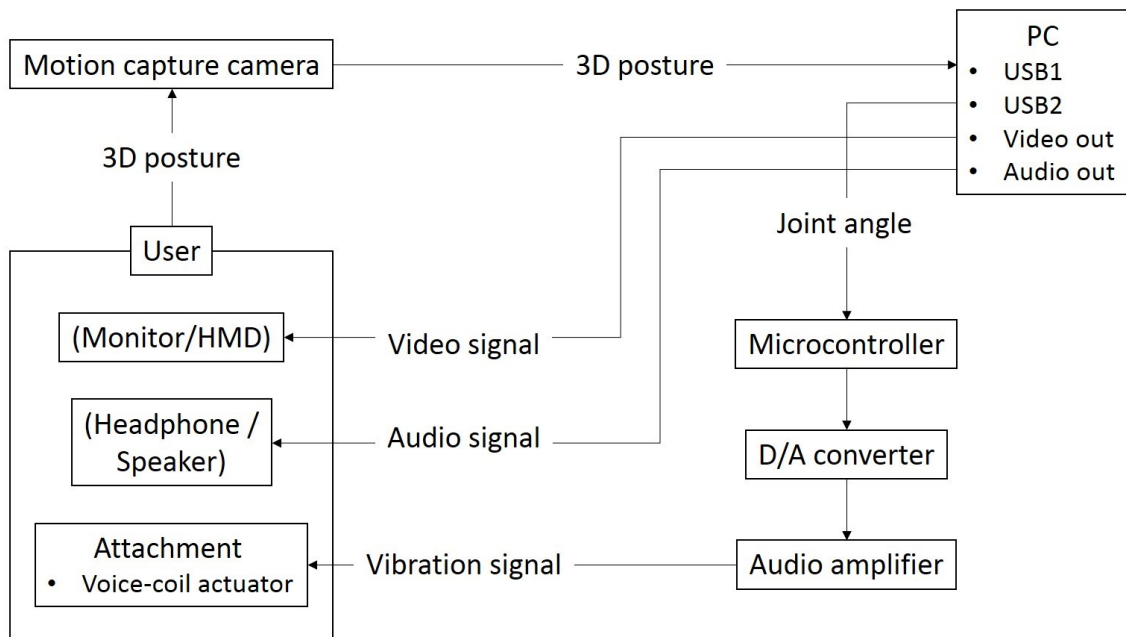 PC
Motion capture camera
3D posture
• USB1
• USB2
• Video out
• Audio out
3D posture
Joint angle
User
(Monitor/HMD)
Video signal
Microcontroller
(Headphone /
Speaker)
Audio signal
D/A converter
Attachment
• Voice-coil actuator
Vibration signal
Audio amplifier